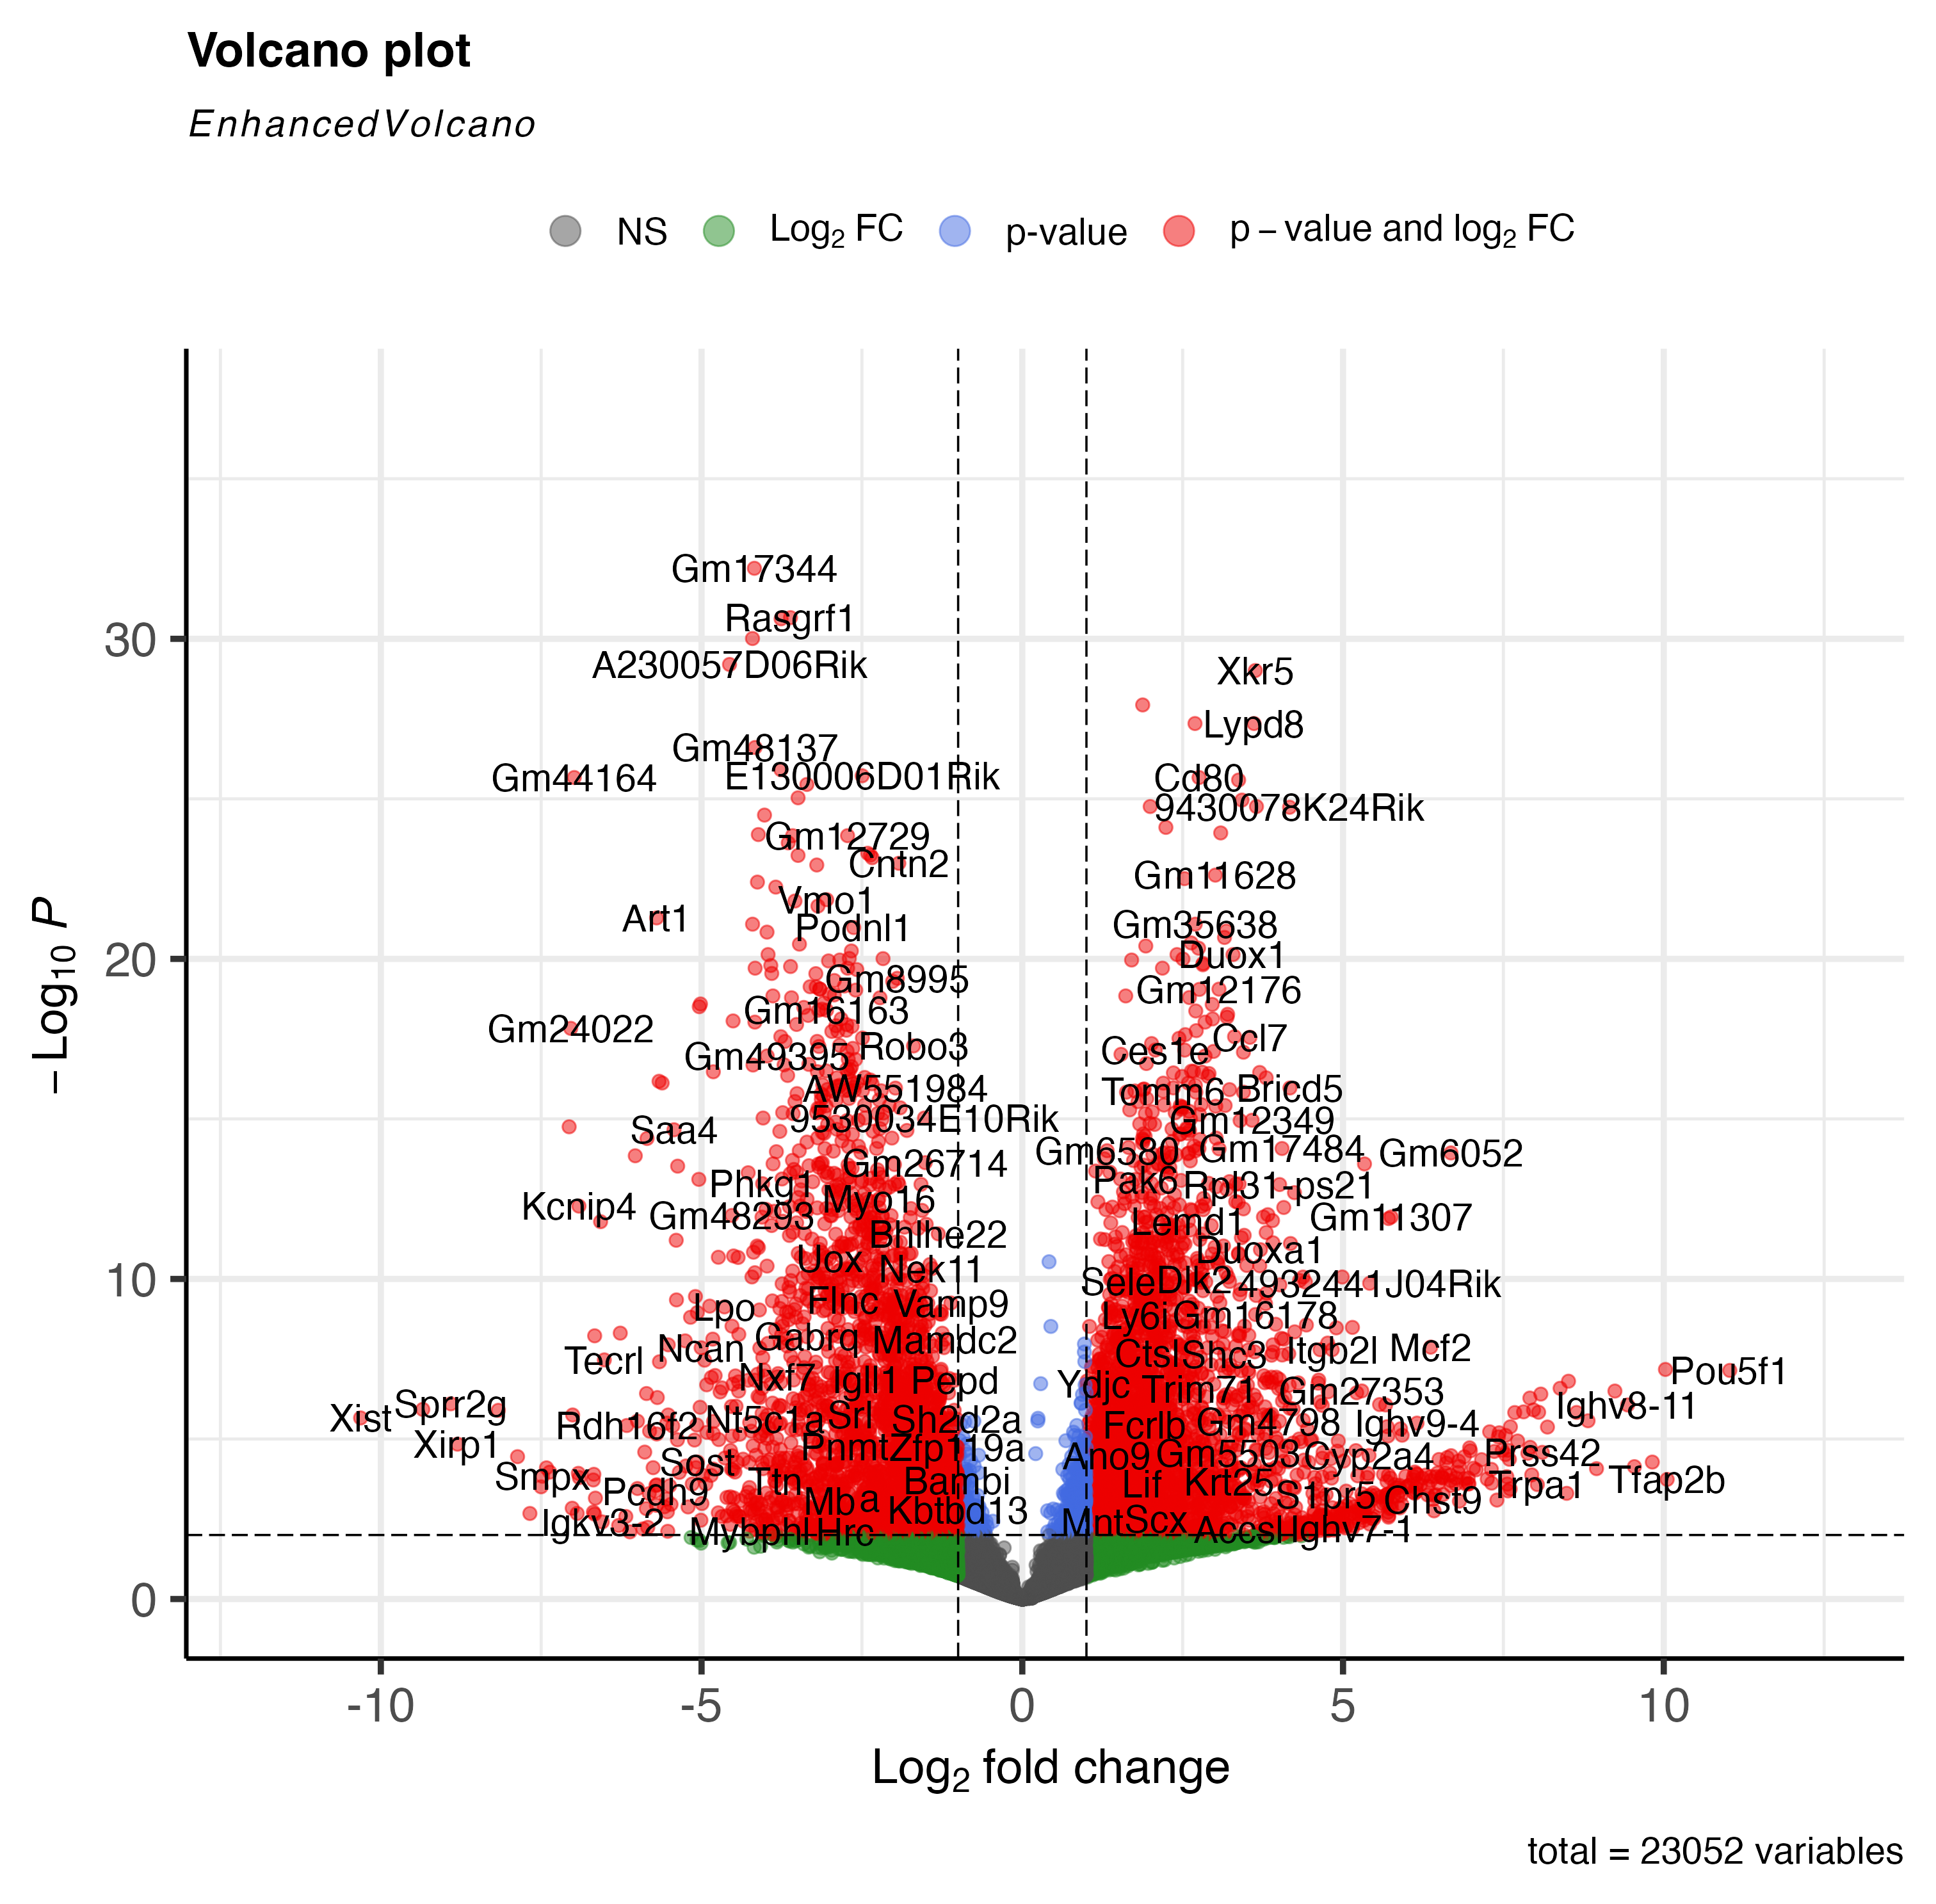 Volcano plot
EnhancedVolcano
NS
Log2 FC
p-value
p – value and log2 FC
–Log10 P
30
20
10
0
Gm17344
Rasgrf1
A230057D06Rik
Xkr5
Lypd8
Gm48137
Gm44164
E130006D01Rik
Cd80
9430078K24Rik
Gm12729
Cntn2
Gm11628
Vmo1
Art1
Podnl1
Gm35638
Duox1
Gm8995
Gm12176
Gm16163
Gm24022
Robo3
Ccl7
Gm49395
Ces1e
AW551984
Tomm6
Bricd5
9530034E10Rik
Gm12349
Saa4
Gm6580
Gm17484
Gm6052
Gm26714
Phkg1
Pak6
Rpl31-ps21
Kcnip4
Myo16
Gm48293
Lemd1
Gm11307
Bhlhe22
Uox
Duoxa1
Nek11
Sele
Dlk2
4932441J04Rik
Lpo
Flnc
Vamp9
Ly6i
Gm16178
Gabrq
Mamdc2
Tecrl
Ncan
Ctsl
Shc3
Itgb2l
Mcf2
Nxf7
Igll1
Pepd
Ydjc
Trim71
Gm27353
Pou5f1
Xist
Sprr2g
Ighv8-11
Rdh16f2
Nt5c1a
Srl
Sh2d2a
Fcrlb
Gm4798
Ighv9-4
Xirp1
Pnmt
Zfp119a
Ano9
Gm5503
Cyp2a4
Prss42
Smpx
Sost
Ttn
Bambi
Lif
Krt25
Trpa1
Tfap2b
Pcdh9
Mb
a
Kbtbd13
S1pr5
Chst9
Igkv3-2
Mybphl
Hrc
Mnt
Scx
Accsl
Ighv7-1
-10
-5
0
5
10
Log2 fold change
total = 23052 variables